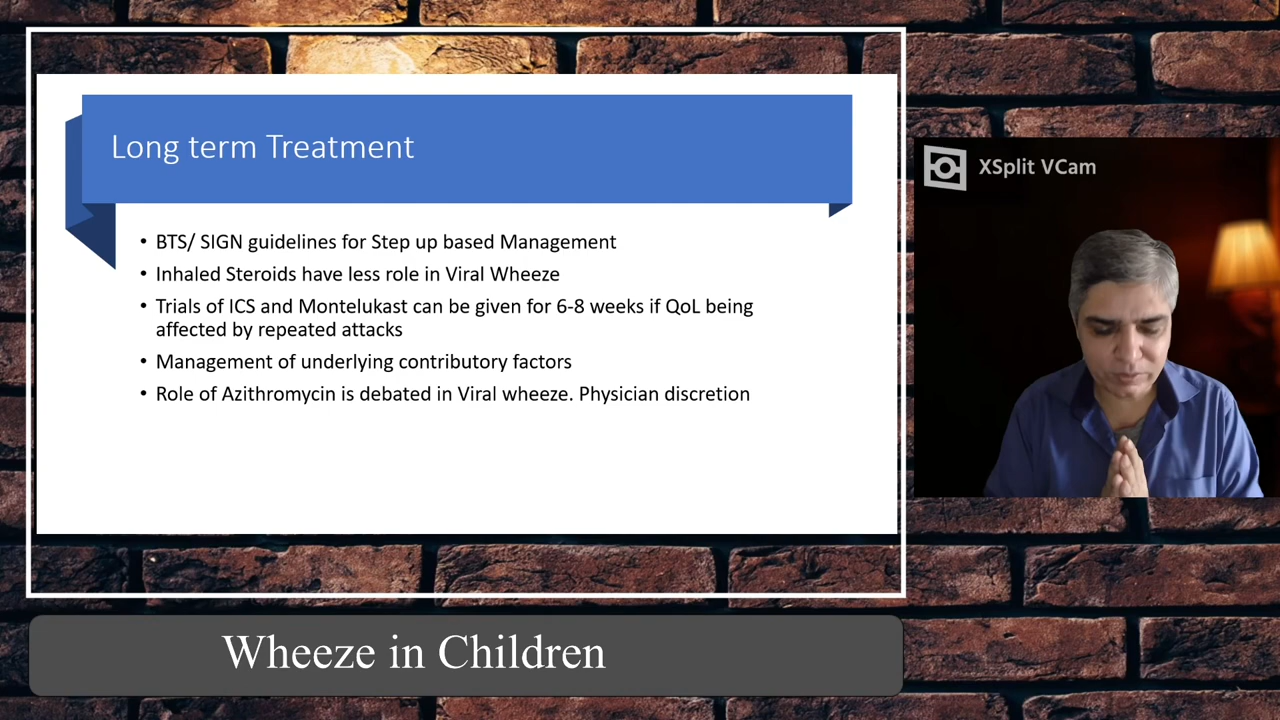 Long term Treatment
• BTS/ SIGN guidelines for Step up based Management
• Inhaled Steroids have less role in Viral Wheeze
• Trials of ICS and Montelukast can be given for 6-8 weeks if QoL being
affected by repeated attacks
• Management of underlying contributory factors
• Role of Azithromycin is debated in Viral wheeze. Physician discretion
XSplit VCam
Wheeze in Children